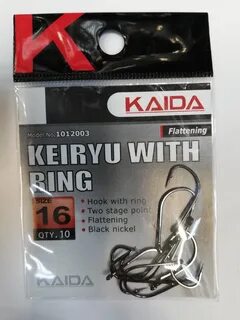 K
KAIDA
Flattening
Model No.: 1012003
KEIRYU WITH
RING
SIZE
16
QTY. 10
• Hook with ring
• Two stage point
• Flattening
• Black nickel
KAIDA